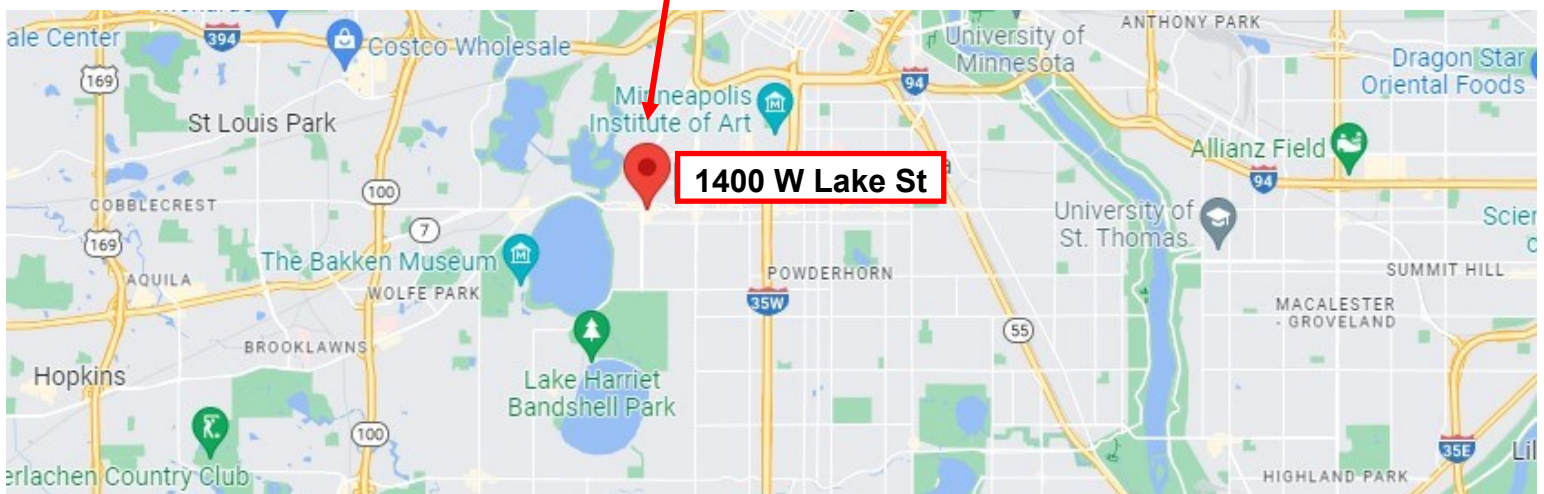 ale Center
394
Costco Wholesale
University of
Minnesota
ANTHONY PARK
Dragon Star
Oriental Foods
169
94
Minneapolis
Institute of Art
St Louis Park
Allianz Field
94
1400 W Lake St
100
COBBLECREST
7
University of
St. Thomas
Scien
169
The Bakken Museum
AQUILA
WOLFE PARK
POWDERHORN
SUMMIT HILL
35W
MACALESTER
- GROVELAND
55
BROOKLAWNS
Hopkins
Lake Harriet
Bandshell Park
100
35E
Lil
erlachen Country Club
HIGHLAND PARK